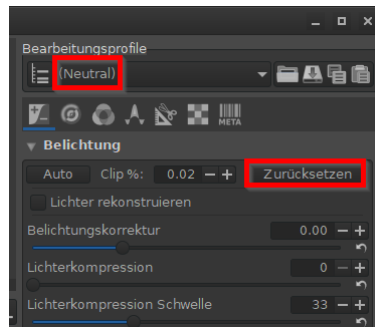 Bearbeitungsprofile
(Neutral)
META
Belichtung
Auto Clip %: 0.02 − + Zurücksetzen
Lichter rekonstruieren
Belichtungskorrektur 0.00 − +
Lichterkompression 0 − +
Lichterkompression Schwelle 33 − +